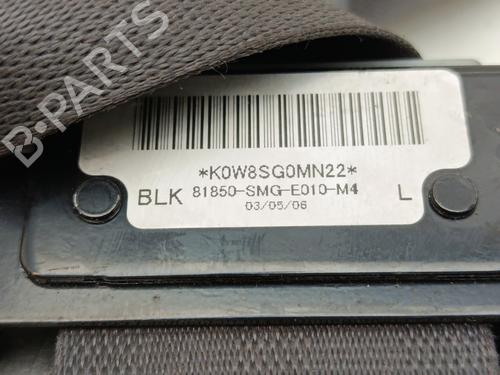 B-PARTS
*K0W8SG0MN22*
BLK 81850-SMG-E010-M4 L
03/05/06